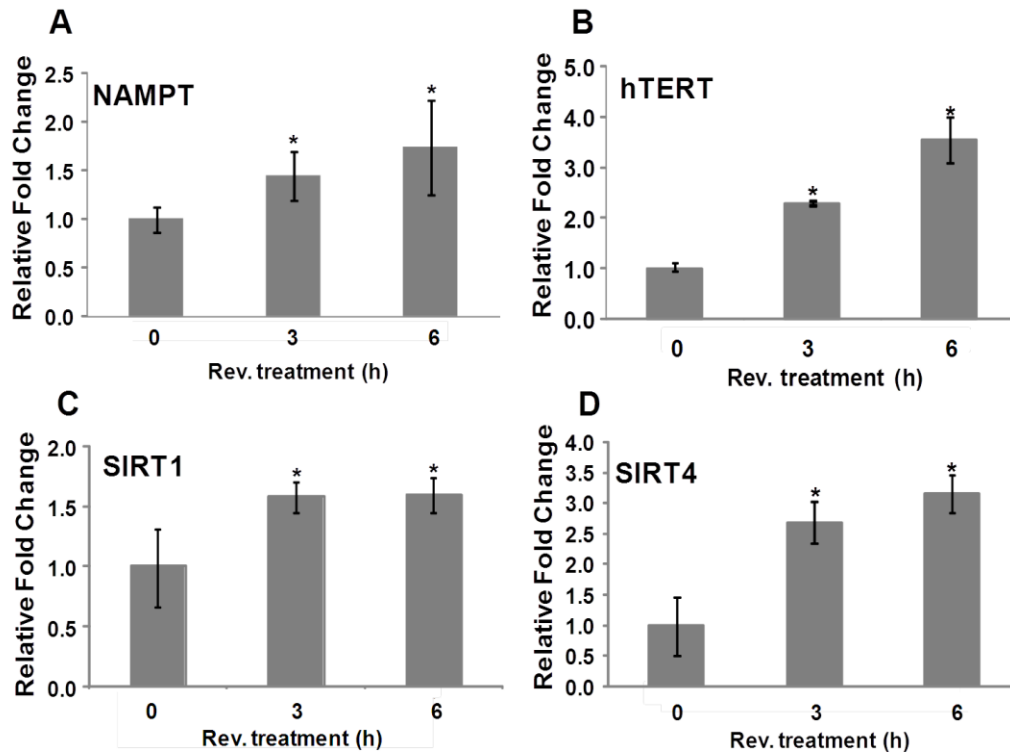 A
NAMPT
Relative Fold Change
2.5
2.0
1.5
1.0
0.5
0.0
*
*
0 3 6
Rev. treatment (h)
B
hTERT
Relative Fold Change
5.0
4.0
3.0
2.0
1.0
0.0
*
*
0 3 6
Rev. treatment (h)
C
SIRT1
Relative Fold Change
2.0
1.5
1.0
0.5
0.0
*
*
0 3 6
Rev. treatment (h)
D
SIRT4
Relative Fold Change
4.0
3.5
3.0
2.5
2.0
1.5
1.0
0.5
0.0
*
*
0 3 6
Rev. treatment (h)